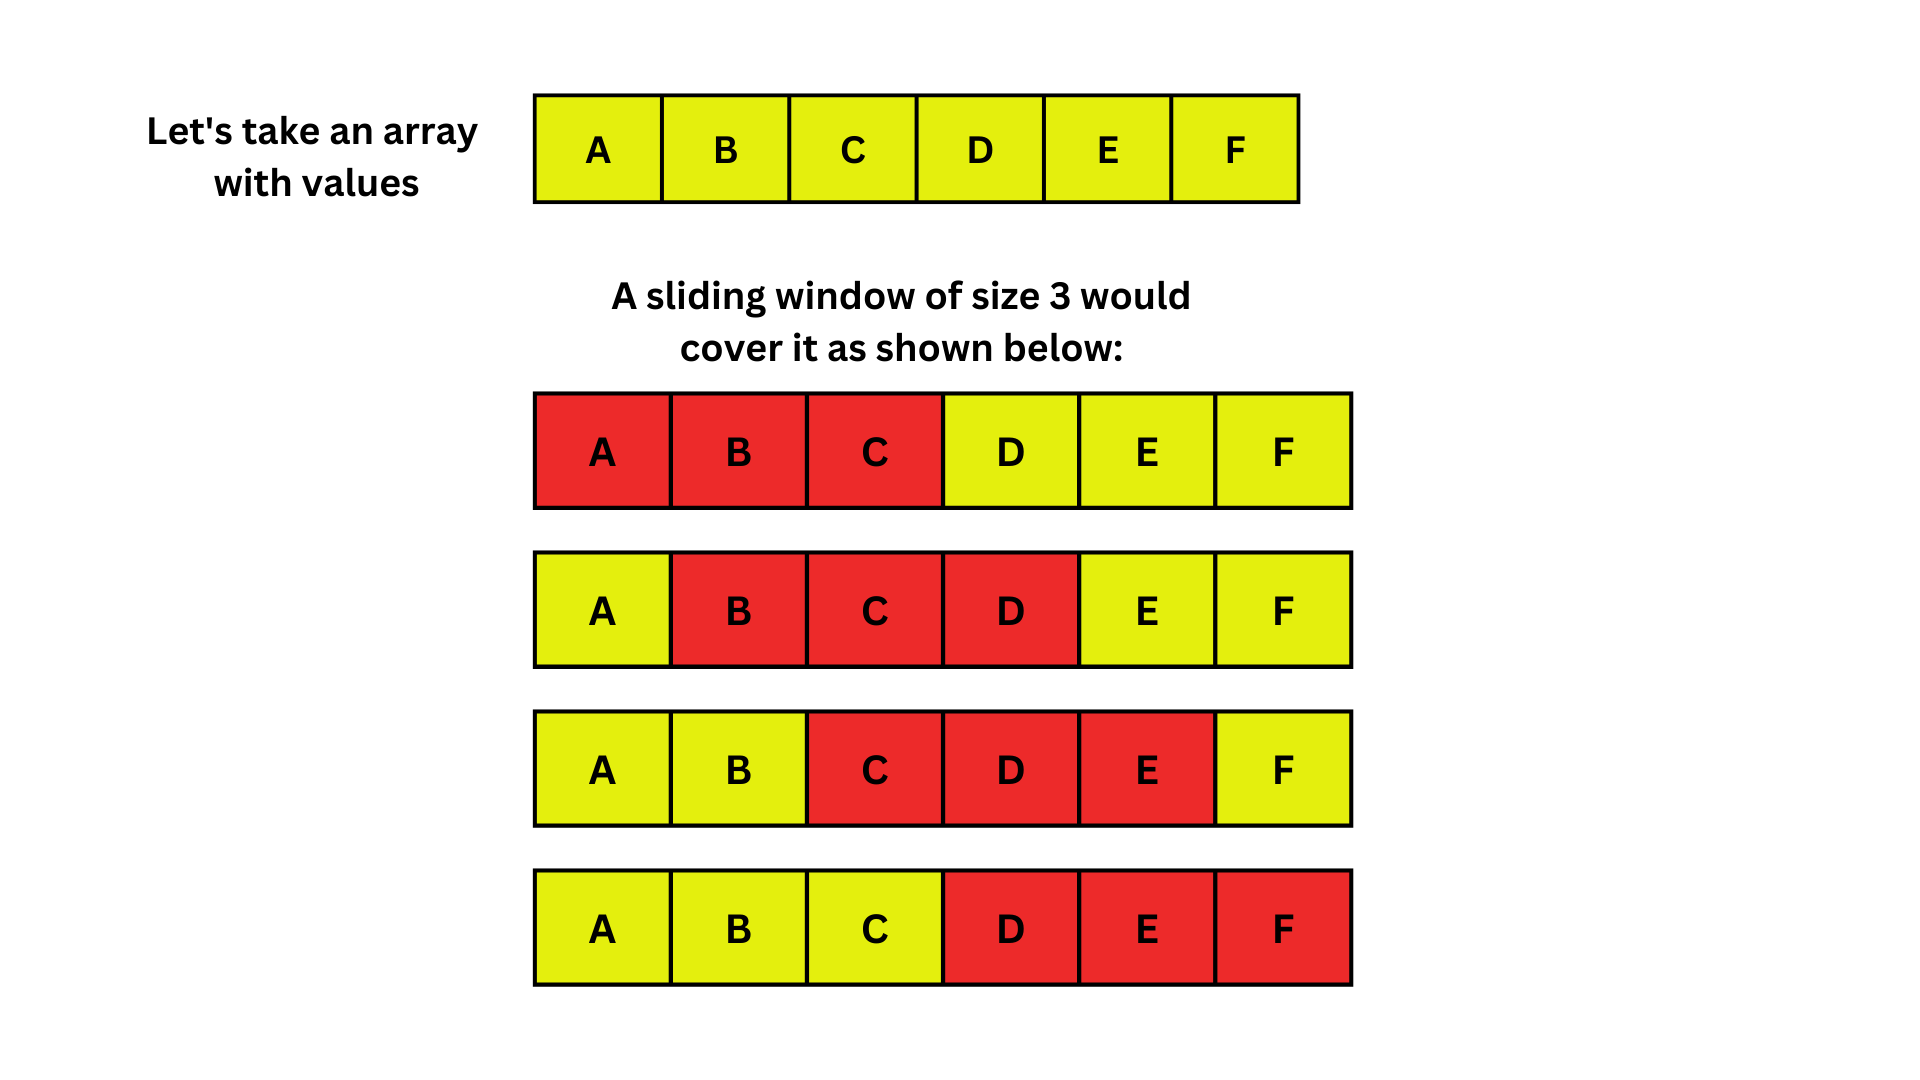 Let's take an array
with values
A B C D E F
A sliding window of size 3 would
cover it as shown below:
A B C D E F
A B C D E F
A B C D E F
A B C D E F